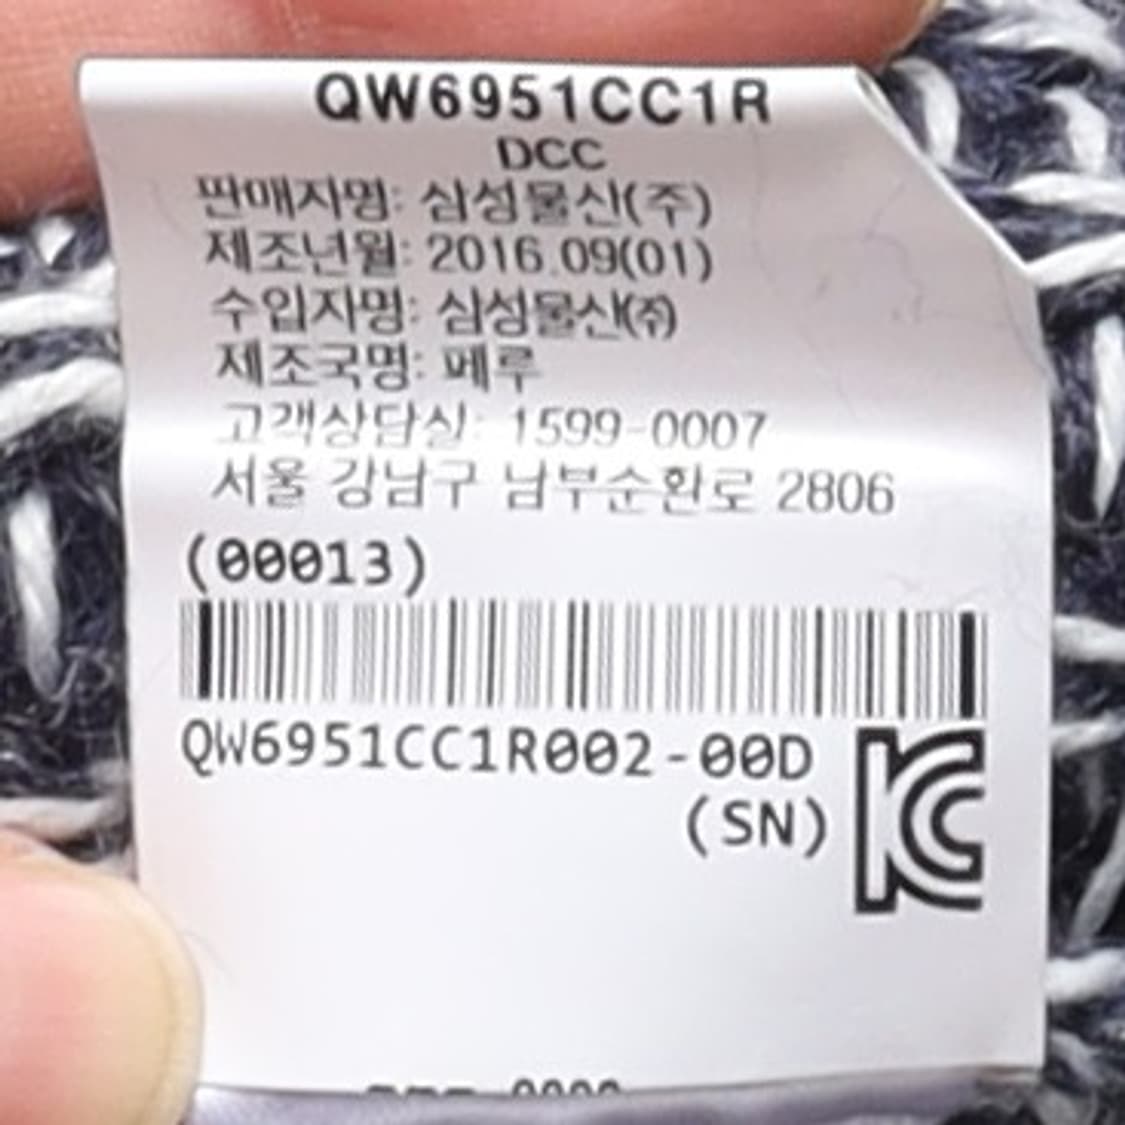 QW6951CC1R
DCC
판매자명: 삼성물산(주)
제조년월: 2016.09(01)
수입자명: 삼성물산(주)
제조국명: 페루
고객상담실: 1599-0007
서울 강남구 남부순환로 2806
(00013)
QW6951CC1R002-00D
(SN)
KC